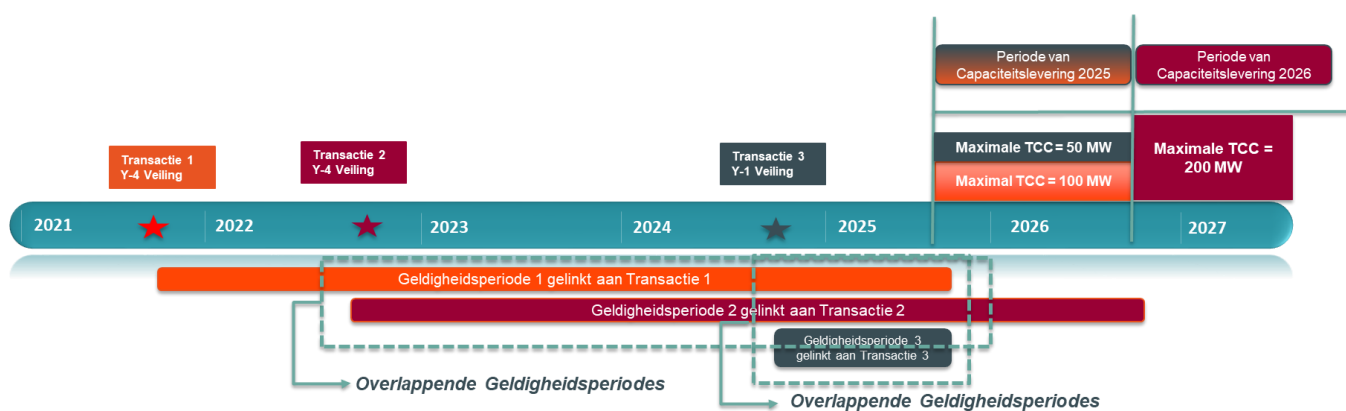 Periode van
Capaciteitslevering 2025
Periode van
Capaciteitslevering 2026
Transactie 1
Y-4 Veiling
Transactie 2
Y-4 Veiling
Transactie 3
Y-1 Veiling
Maximale TCC = 50 MW
Maximal TCC = 100 MW
Maximale TCC =
200 MW
2021
2022
2023
2024
2025
2026
2027
Geldigheidsperiode 1 gelinkt aan Transactie 1
Geldigheidsperiode 2 gelinkt aan Transactie 2
Geldigheidsperiode 3
gelinkt aan Transactie 3
Overlappende Geldigheidsperiodes
Overlappende Geldigheidsperiodes